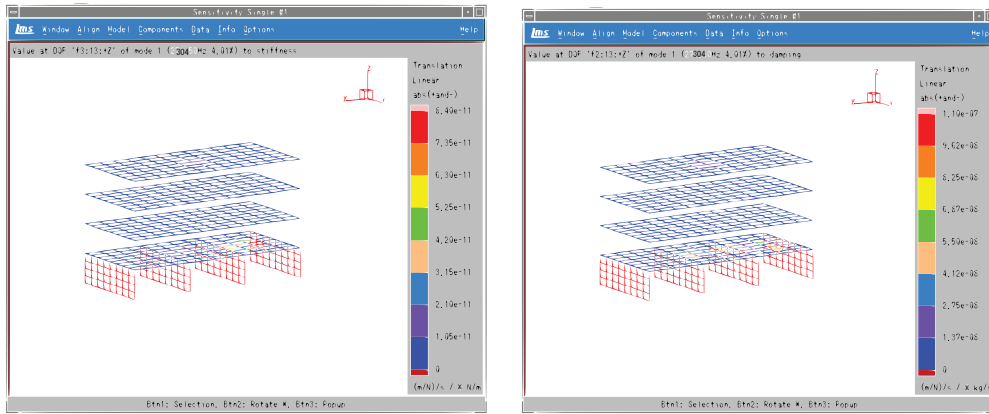 Sensitivity Single #1
lms Window Align Model Components Data Info Options Help
Value at DOF "f3:13:+Z" of mode 1 ( 304 Hz 4.01%) to stiffness
Translation
Linear
abs(+and-)
8.40e-11
7.35e-11
6.30e-11
5.25e-11
4.20e-11
3.15e-11
2.10e-11
1.05e-11
0
(m/N)/s / X N/m
Z
X
Y
Btn1: Selection, Btn2: Rotate X, Btn3: Popup
Sensitivity Single #1
lms Window Align Model Components Data Info Options Help
Value at DOF "f2:13:+Z" of mode 1 ( 304 Hz 4.01%) to damping
Translation
Linear
abs(+and-)
1.10e-07
9.62e-08
8.25e-08
6.87e-08
5.50e-08
4.12e-08
2.75e-08
1.37e-08
0
(m/N)/s / X kg/
Z
X
Y
Btn1: Selection, Btn2: Rotate X, Btn3: Popup